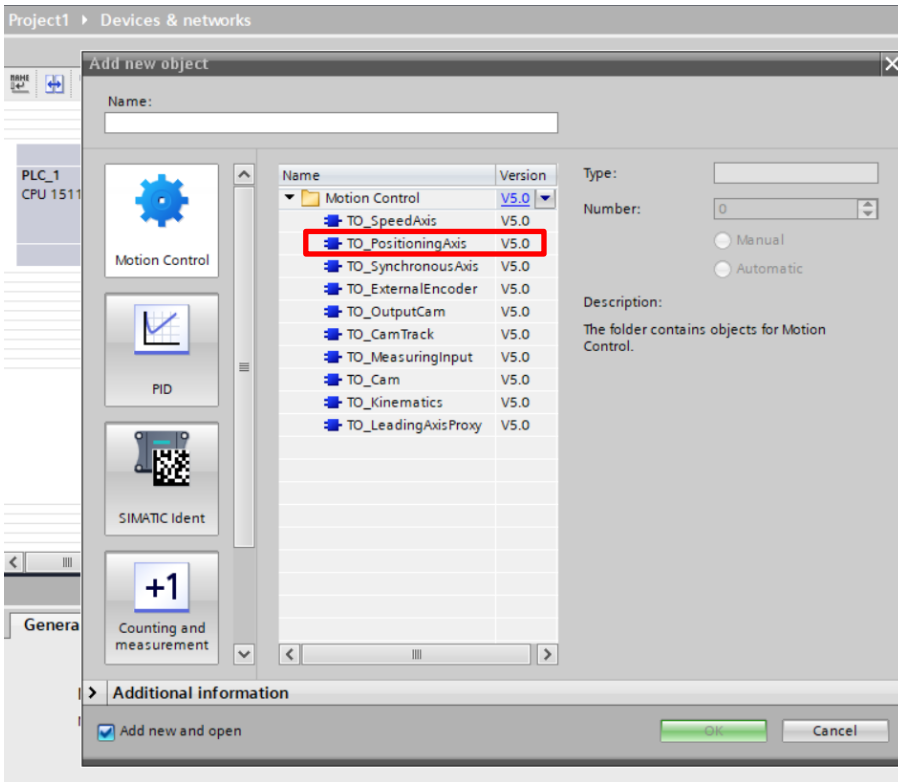 Project1 ▸ Devices & networks
Add new object
Name:
NAME
PLC_1
CPU 1511
Motion Control
PID
SIMATIC Ident
+1
Counting and
measurement
Name Version
Motion Control V5.0
TO_SpeedAxis V5.0
TO_PositioningAxis V5.0
TO_SynchronousAxis V5.0
TO_ExternalEncoder V5.0
TO_OutputCam V5.0
TO_CamTrack V5.0
TO_MeasuringInput V5.0
TO_Cam V5.0
TO_Kinematics V5.0
TO_LeadingAxisProxy V5.0
Type:
Number: 0
Manual
Automatic
Description:
The folder contains objects for Motion
Control.
Genera
Additional information
Add new and open
OK Cancel